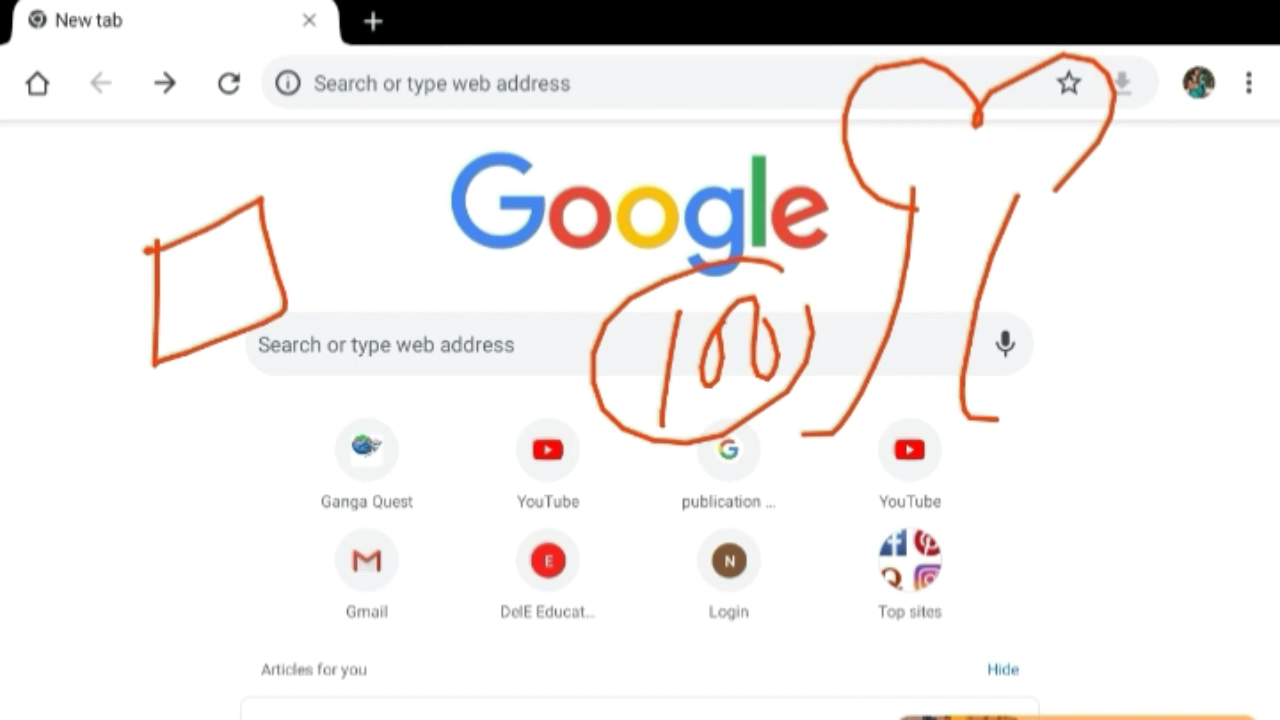 New tab
Search or type web address
Google
100
Search or type web address
Ganga Quest YouTube publication ... YouTube
E N
Gmail DelE Educat... Login Top sites
Articles for you Hide